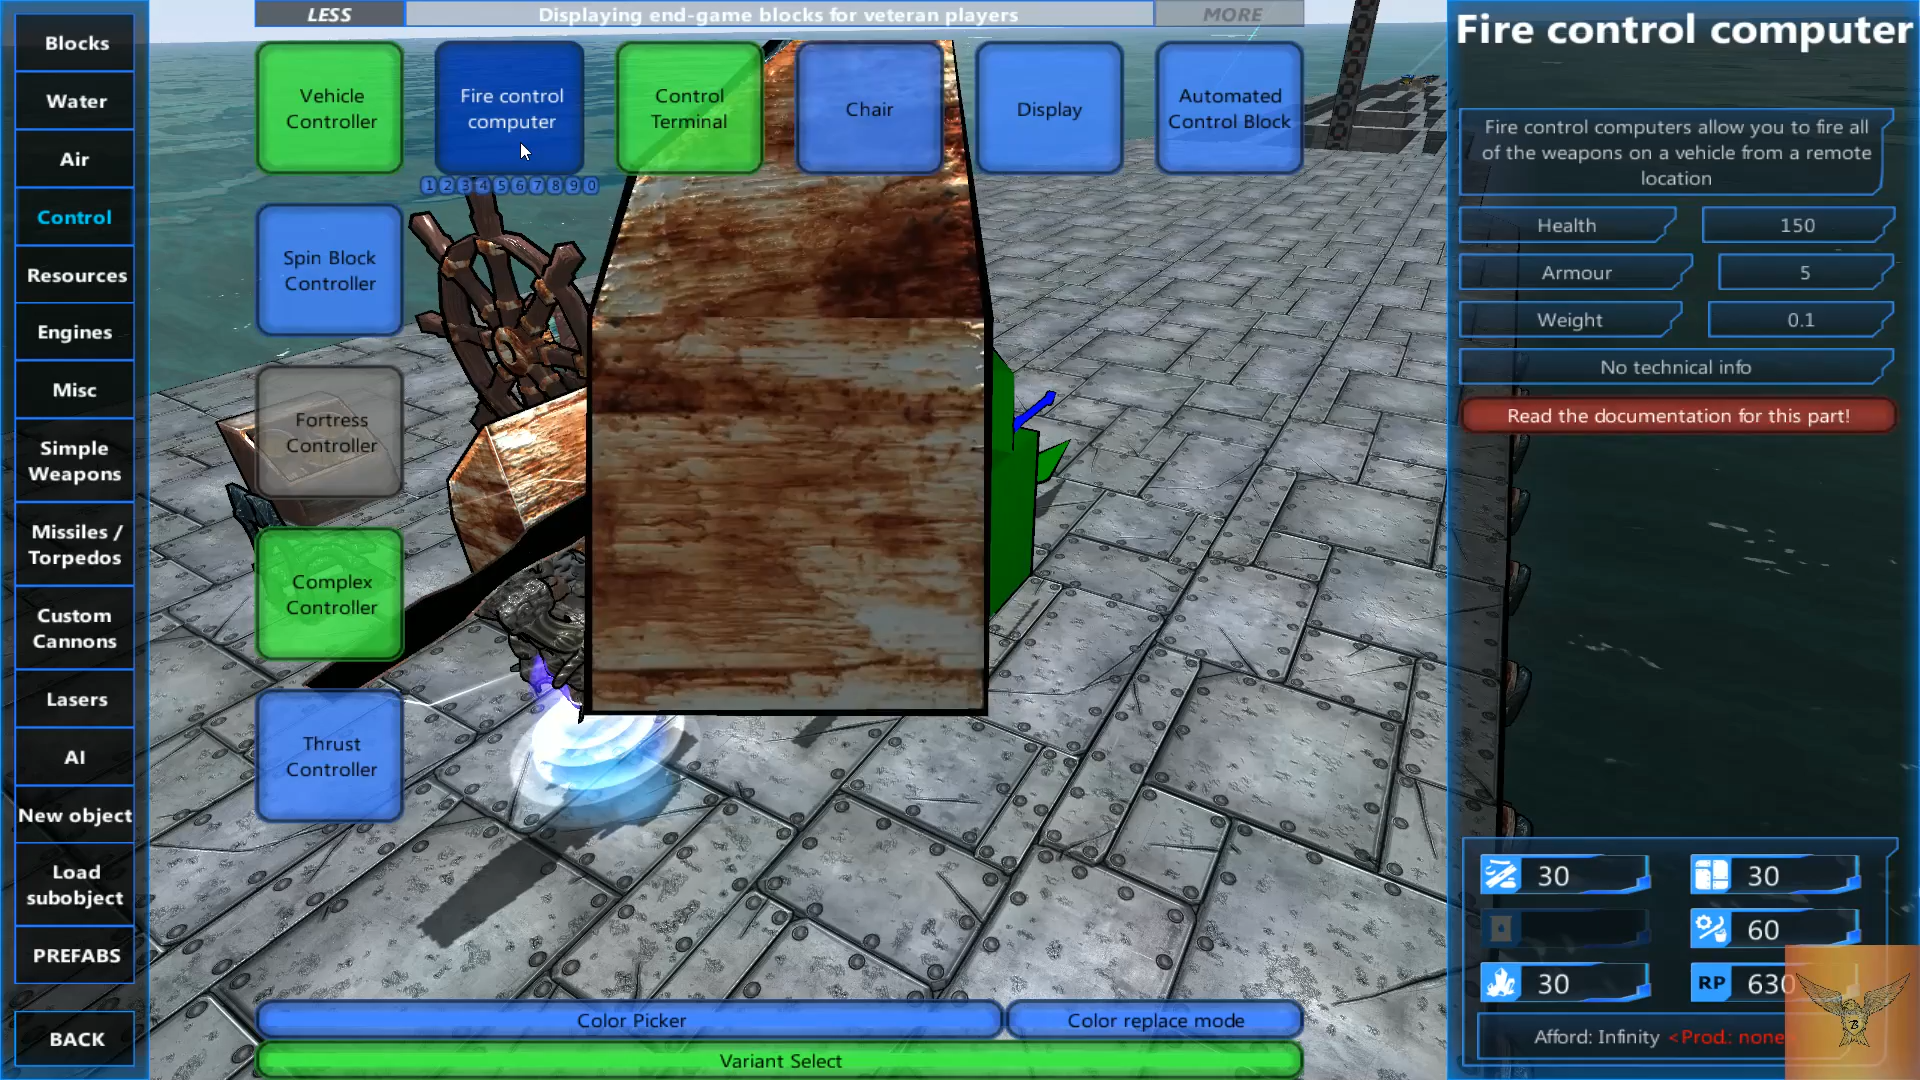 LESS
Displaying end-game blocks for veteran players
MORE
Blocks
Water
Air
Control
Resources
Engines
Misc
Simple
Weapons
Missiles /
Torpedos
Custom
Cannons
Lasers
AI
New object
Load
subobject
PREFABS
BACK
Vehicle
Controller
Fire control
computer
Control
Terminal
Chair
Display
Automated
Control Block
1 2 3 4 5 6 7 8 9 0
Spin Block
Controller
Fortress
Controller
Complex
Controller
Thrust
Controller
Color Picker
Color replace mode
Variant Select
Fire control computer
Fire control computers allow you to fire all
of the weapons on a vehicle from a remote
location
Health 150
Armour 5
Weight 0.1
No technical info
Read the documentation for this part!
30 30
60
30 RP 630
Afford: Infinity <Prod.: none
B